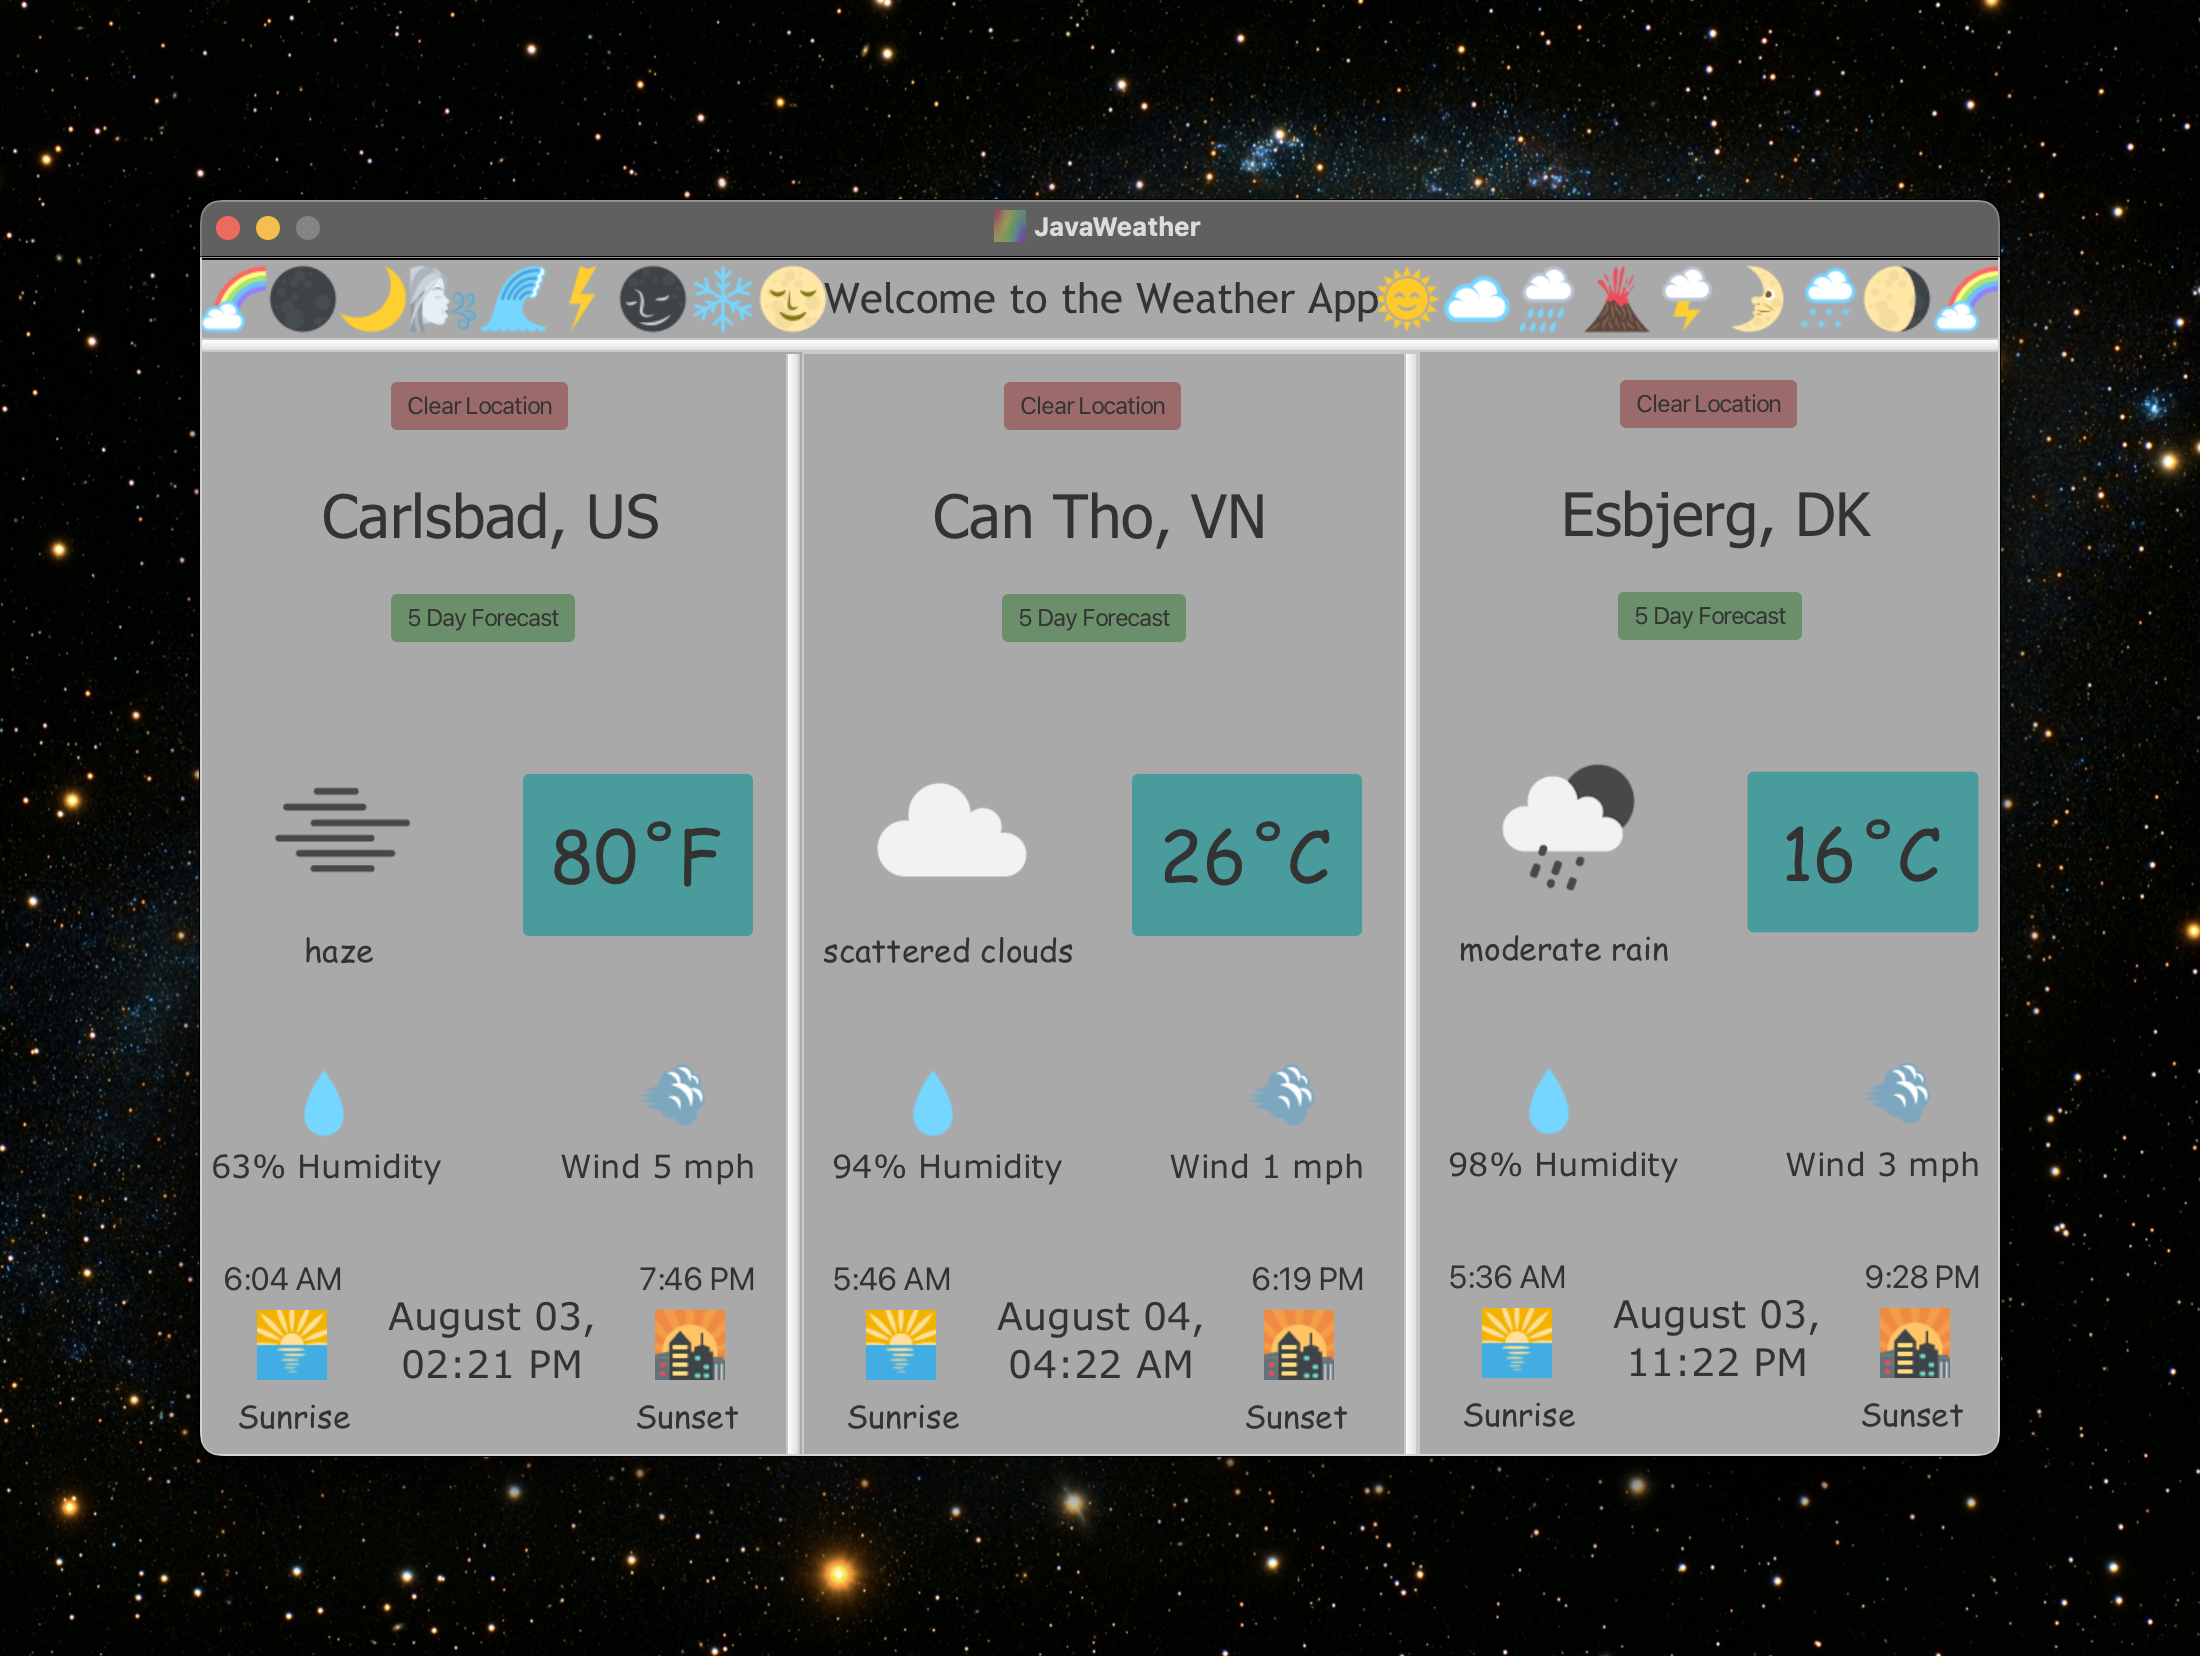 JavaWeather
Welcome to the Weather App
Clear Location
Carlsbad, US
5 Day Forecast
80°F
haze
63% Humidity
Wind 5 mph
6:04 AM
7:46 PM
August 03,
02:21 PM
Sunrise
Sunset
Clear Location
Can Tho, VN
5 Day Forecast
26°C
scattered clouds
94% Humidity
Wind 1 mph
5:46 AM
6:19 PM
August 04,
04:22 AM
Sunrise
Sunset
Clear Location
Esbjerg, DK
5 Day Forecast
16°C
moderate rain
98% Humidity
Wind 3 mph
5:36 AM
9:28 PM
August 03,
11:22 PM
Sunrise
Sunset